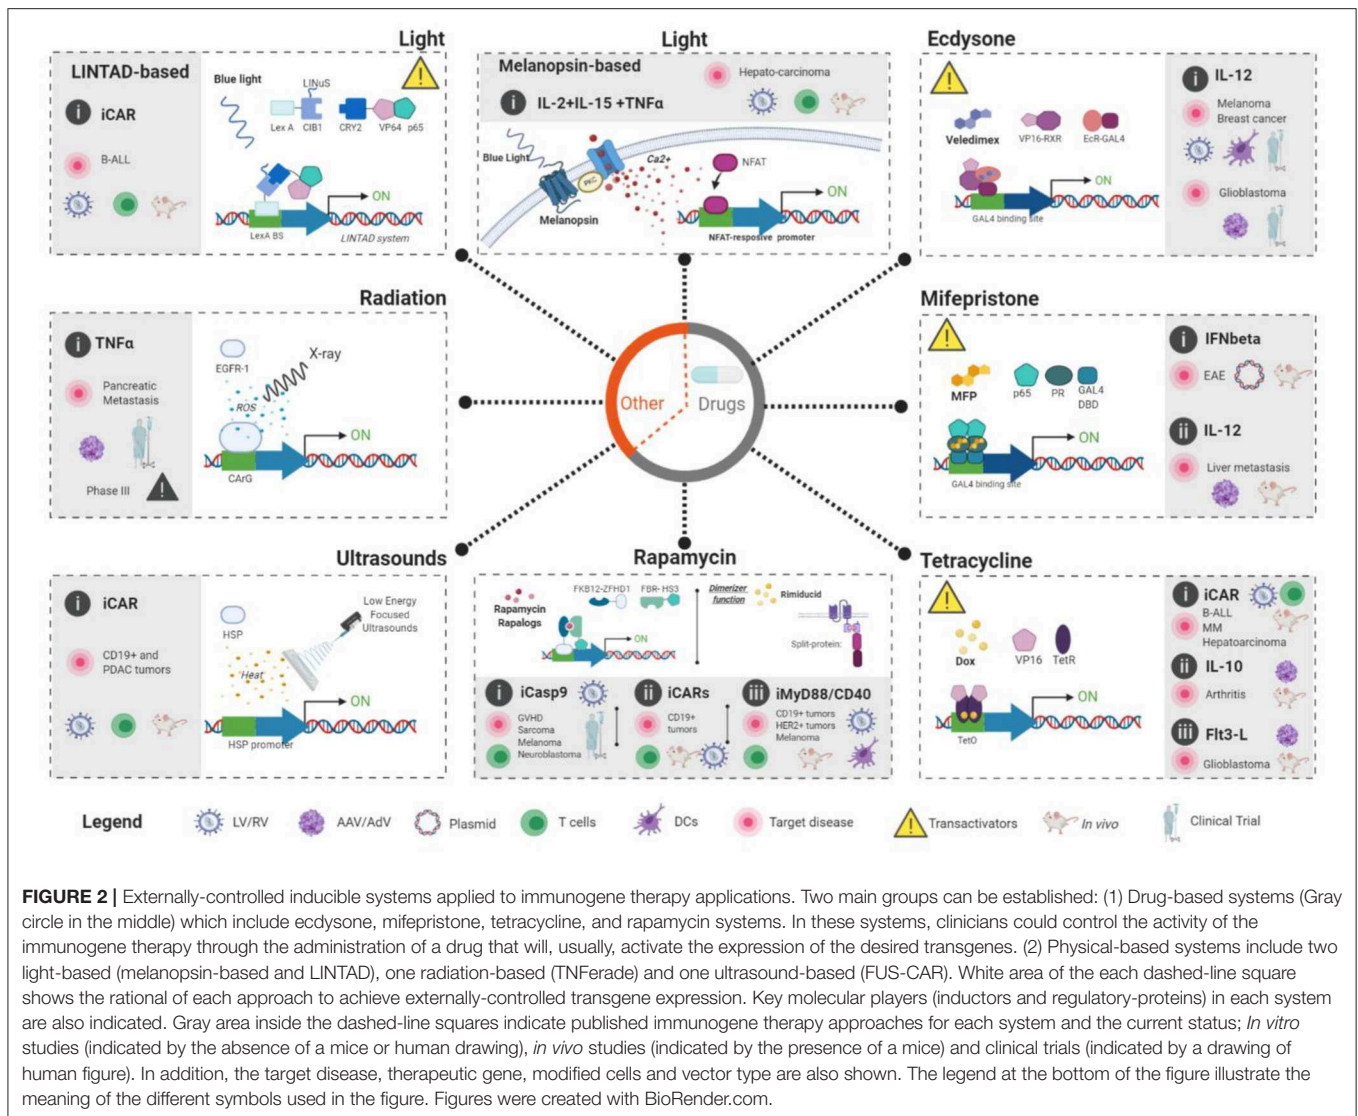 Light
LINTAD-based
i iCAR
B-ALL
Blue light
LINuS
Lex A CIB1 CRY2 VP64 p65
ON
LexA BS
LINTAD system
Light
Melanopsin-based
i IL-2+IL-15 +TNFα
Hepato-carcinoma
Blue Light
PKC
Ca2+
NFAT
Melanopsin
ON
NFAT-resposive promoter
Ecdysone
Veledimex
VP16-RXR
EcR-GAL4
ON
GAL4 binding site
i IL-12
Melanoma
Breast cancer
Glioblastoma
Radiation
i TNFα
Pancreatic
Metastasis
Phase III
EGFR-1
X-ray
ROS
ON
CArG
Other
Drugs
Mifepristone
MFP
p65 PR GAL4
DBD
ON
GAL4 binding site
i IFNbeta
EAE
ii IL-12
Liver metastasis
Ultrasounds
i iCAR
CD19+ and
PDAC tumors
HSP
Low Energy
Focused
Ultrasounds
Heat
ON
HSP promoter
Rapamycin
Rapamycin
Rapalogs
FKB12-ZFHD1
FBR- HS3
ON
Dimerizer
function
Rimiducid
Split-protein:
i iCasp9
GVHD
Sarcoma
Melanoma
Neuroblastoma
ii iCARs
CD19+
tumors
iii iMyD88/CD40
CD19+ tumors
HER2+ tumors
Melanoma
Tetracycline
Dox
VP16 TetR
ON
TetO
i iCAR
B-ALL
MM
Hepatoarcinoma
ii IL-10
Arthritis
iii Flt3-L
Glioblastoma
Legend
LV/RV
AAV/AdV
Plasmid
T cells
DCs
Target disease
Transactivators
In vivo
Clinical Trial
FIGURE 2 | Externally-controlled inducible systems applied to immunogene therapy applications. Two main groups can be established: (1) Drug-based systems (Gray
circle in the middle) which include ecdysone, mifepristone, tetracycline, and rapamycin systems. In these systems, clinicians could control the activity of the
immunogene therapy through the administration of a drug that will, usually, activate the expression of the desired transgenes. (2) Physical-based systems include two
light-based (melanopsin-based and LINTAD), one radiation-based (TNFerade) and one ultrasound-based (FUS-CAR). White area of the each dashed-line square
shows the rational of each approach to achieve externally-controlled transgene expression. Key molecular players (inductors and regulatory-proteins) in each system
are also indicated. Gray area inside the dashed-line squares indicate published immunogene therapy approaches for each system and the current status; In vitro
studies (indicated by the absence of a mice or human drawing), in vivo studies (indicated by the presence of a mice) and clinical trials (indicated by a drawing of
human figure). In addition, the target disease, therapeutic gene, modified cells and vector type are also shown. The legend at the bottom of the figure illustrate the
meaning of the different symbols used in the figure. Figures were created with BioRender.com.